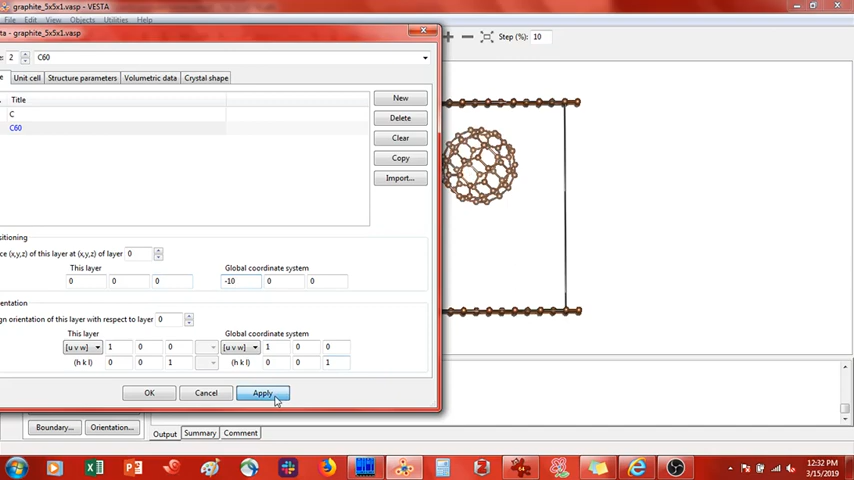 graphite_5x5x1.vasp - VESTA
File Edit View Objects Utilities Help
ta - graphite_5x5x1.vasp
Step (%): 10
e: 2 C60
e Unit cell Structure parameters Volumetric data Crystal shape
. Title
C
C60
New
Delete
Clear
Copy
Import...
sitioning
ce (x,y,z) of this layer at (x,y,z) of layer 0
This layer Global coordinate system
0 0 0 -10 0 0
entation
gn orientation of this layer with respect to layer 0
This layer Global coordinate system
[u v w] 1 0 0 [u v w] 1 0 0
(h k l) 0 0 1 (h k l) 0 0 1
OK Cancel Apply
Boundary... Orientation...
Output Summary Comment
12:32 PM
3/15/2019